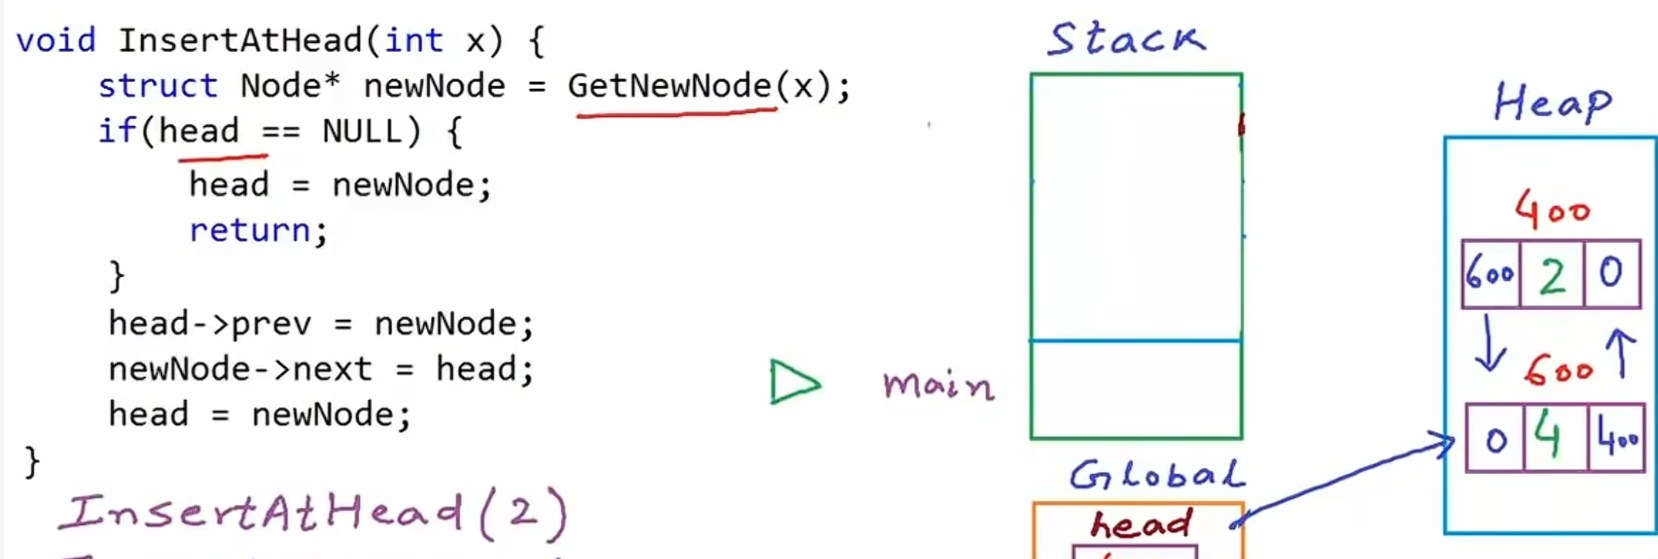 void InsertAtHead(int x) {
struct Node* newNode = GetNewNode(x);
if(head == NULL) {
head = newNode;
return;
}
head->prev = newNode;
newNode->next = head;
head = newNode;
}
InsertAtHead(2)
Stack
main
Global
head
Heap
400
600 2 0
600
0 4 400